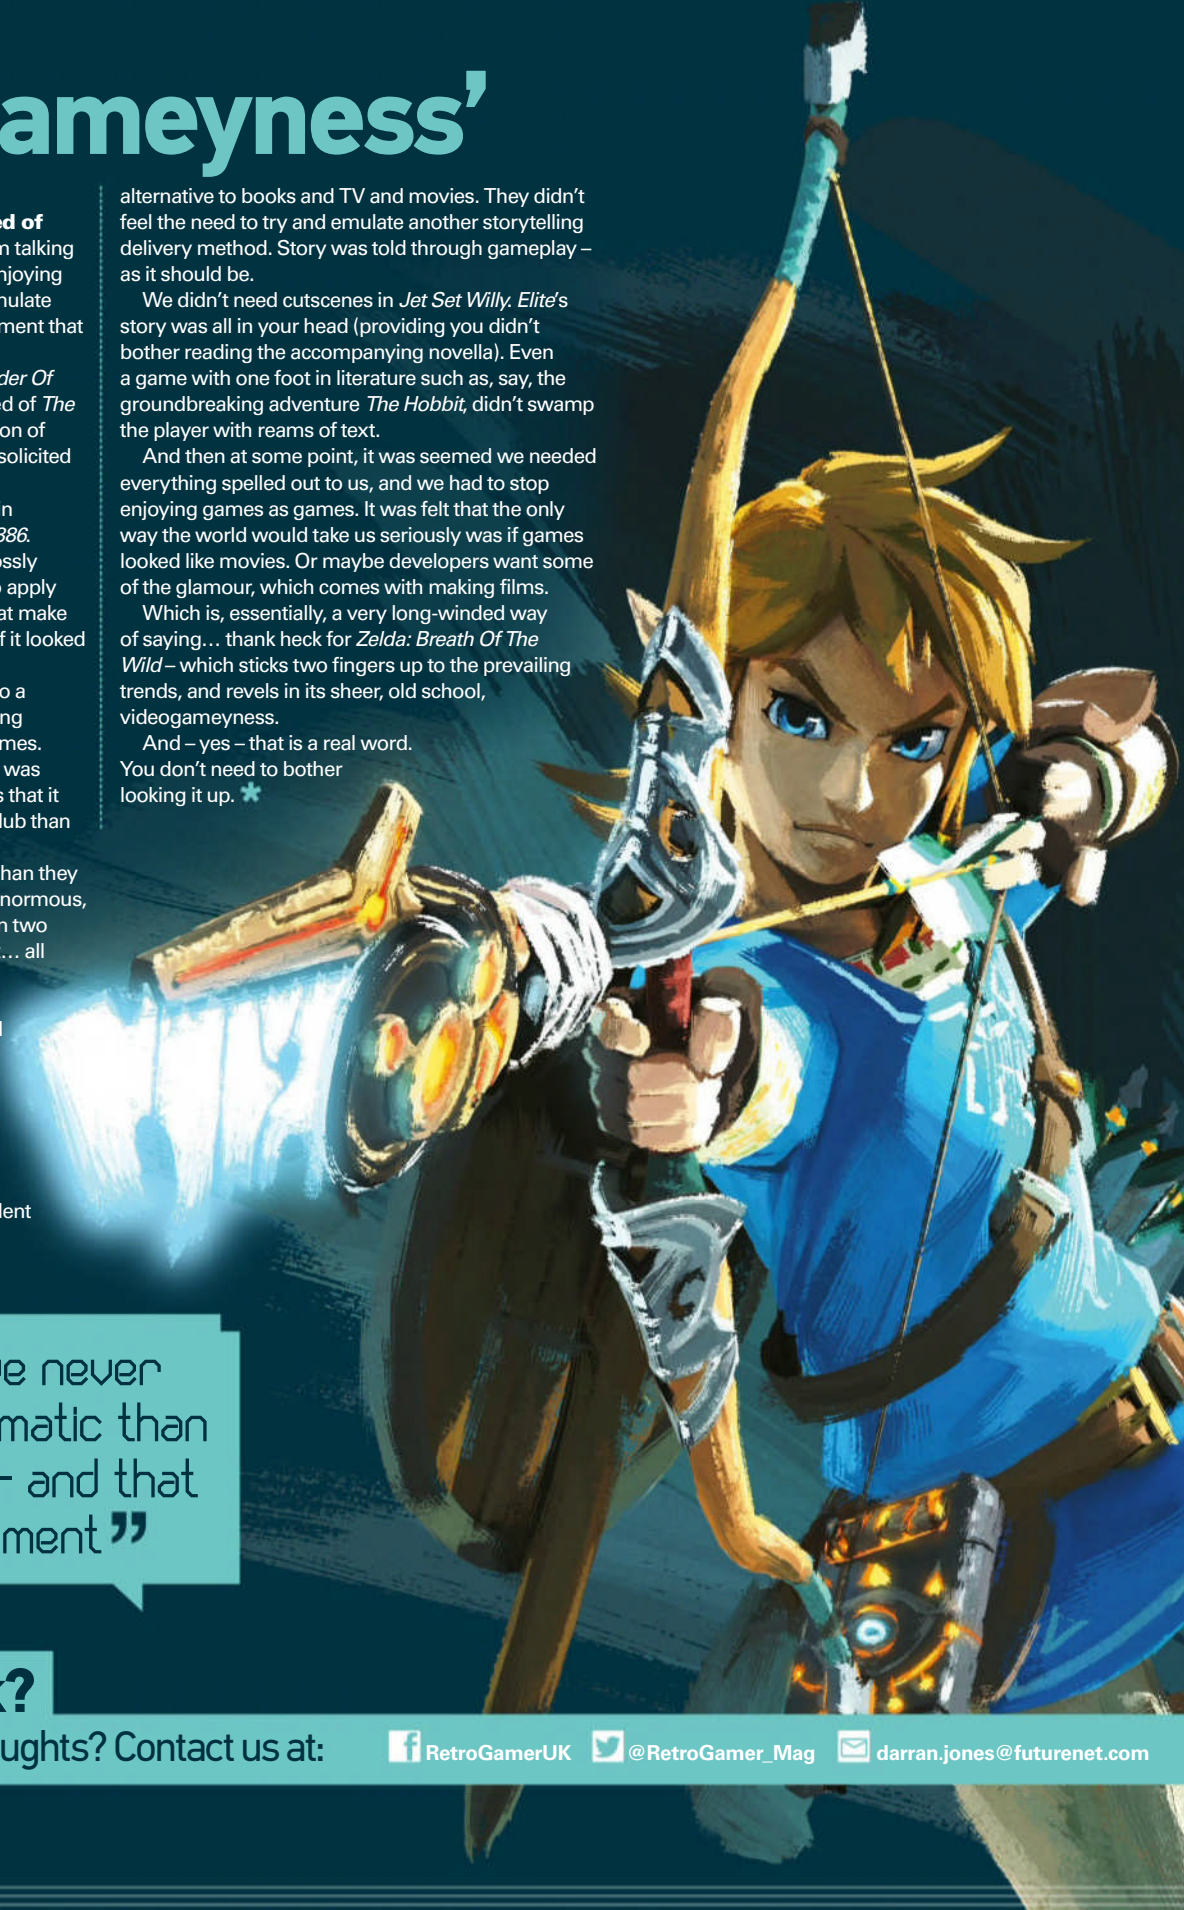 ameyness’
ed of
m talking
njoying
nulate
ment that
der Of
ed of The
on of
solicited
in
886.
ossly
o apply
at make
f it looked
o a
ng
mes.
was
s that it
lub than
han they
normous,
n two
t… all
l
lent
alternative to books and TV and movies. They didn’t
feel the need to try and emulate another storytelling
delivery method. Story was told through gameplay –
as it should be.
We didn’t need cutscenes in Jet Set Willy. Elite’s
story was all in your head (providing you didn’t
bother reading the accompanying novella). Even
a game with one foot in literature such as, say, the
groundbreaking adventure The Hobbit, didn’t swamp
the player with reams of text.
And then at some point, it was seemed we needed
everything spelled out to us, and we had to stop
enjoying games as games. It was felt that the only
way the world would take us seriously was if games
looked like movies. Or maybe developers want some
of the glamour, which comes with making films.
Which is, essentially, a very long-winded way
of saying… thank heck for Zelda: Breath Of The
Wild – which sticks two fingers up to the prevailing
trends, and revels in its sheer, old school,
videogameyness.
And – yes – that is a real word.
You don’t need to bother
looking it up.
e never
matic than
– and that
ment ”
k?
ughts? Contact us at:
RetroGamerUK @RetroGamer_Mag darran.jones@futurenet.com